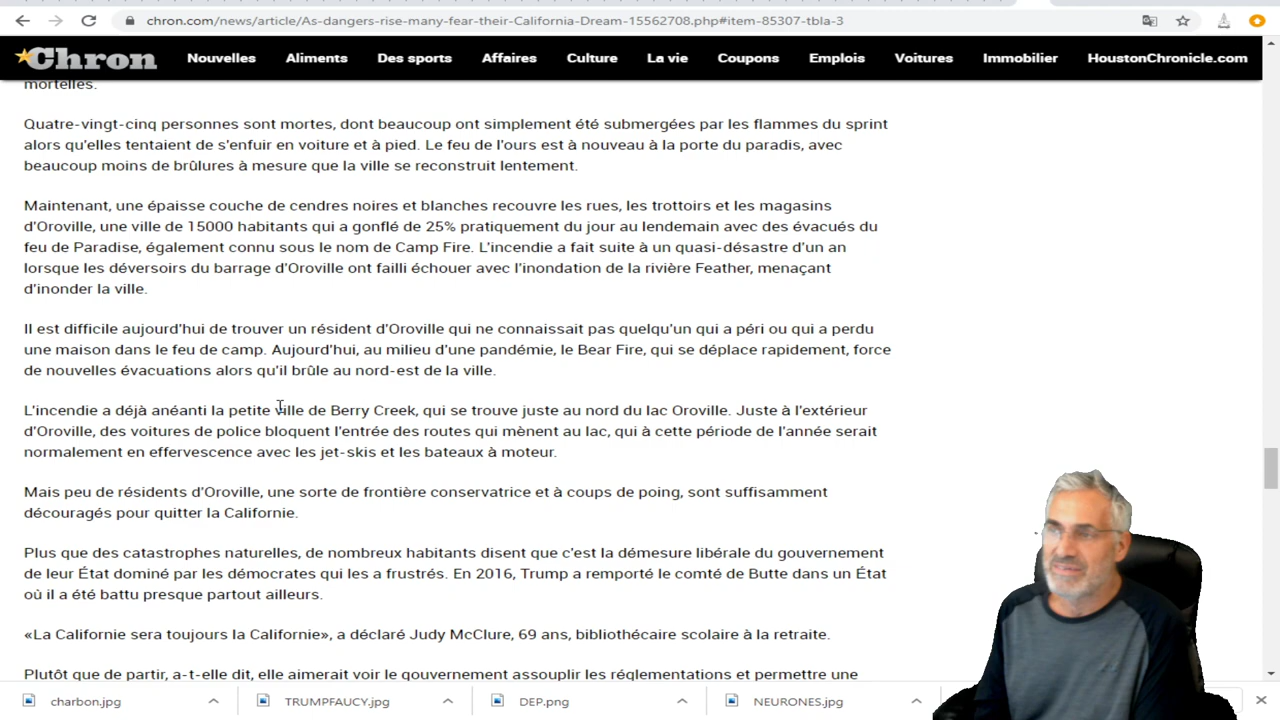 chron.com/news/article/As-dangers-rise-many-fear-their-California-Dream-15562708.php#item-85307-tbla-3
Chron Nouvelles Aliments Des sports Affaires Culture La vie Coupons Emplois Voitures Immobilier HoustonChronicle.com
mortelles.
Quatre-vingt-cinq personnes sont mortes, dont beaucoup ont simplement été submergées par les flammes du sprint
alors qu'elles tentaient de s'enfuir en voiture et à pied. Le feu de l'ours est à nouveau à la porte du paradis, avec
beaucoup moins de brûlures à mesure que la ville se reconstruit lentement.
Maintenant, une épaisse couche de cendres noires et blanches recouvre les rues, les trottoirs et les magasins
d'Oroville, une ville de 15000 habitants qui a gonflé de 25% pratiquement du jour au lendemain avec des évacués du
feu de Paradise, également connu sous le nom de Camp Fire. L'incendie a fait suite à un quasi-désastre d'un an
lorsque les déversoirs du barrage d'Oroville ont failli échouer avec l'inondation de la rivière Feather, menaçant
d'inonder la ville.
Il est difficile aujourd'hui de trouver un résident d'Oroville qui ne connaissait pas quelqu'un qui a péri ou qui a perdu
une maison dans le feu de camp. Aujourd'hui, au milieu d'une pandémie, le Bear Fire, qui se déplace rapidement, force
de nouvelles évacuations alors qu'il brûle au nord-est de la ville.
L'incendie a déjà anéanti la petite ville de Berry Creek, qui se trouve juste au nord du lac Oroville. Juste à l'extérieur
d'Oroville, des voitures de police bloquent l'entrée des routes qui mènent au lac, qui à cette période de l'année serait
normalement en effervescence avec les jet-skis et les bateaux à moteur.
Mais peu de résidents d'Oroville, une sorte de frontière conservatrice et à coups de poing, sont suffisamment
découragés pour quitter la Californie.
Plus que des catastrophes naturelles, de nombreux habitants disent que c'est la démesure libérale du gouvernement
de leur État dominé par les démocrates qui les a frustrés. En 2016, Trump a remporté le comté de Butte dans un État
où il a été battu presque partout ailleurs.
«La Californie sera toujours la Californie», a déclaré Judy McClure, 69 ans, bibliothécaire scolaire à la retraite.
Plutôt que de partir, a-t-elle dit, elle aimerait voir le gouvernement assouplir les réglementations et permettre une
charbon.jpg TRUMPFAUCY.jpg DEP.png NEURONES.jpg